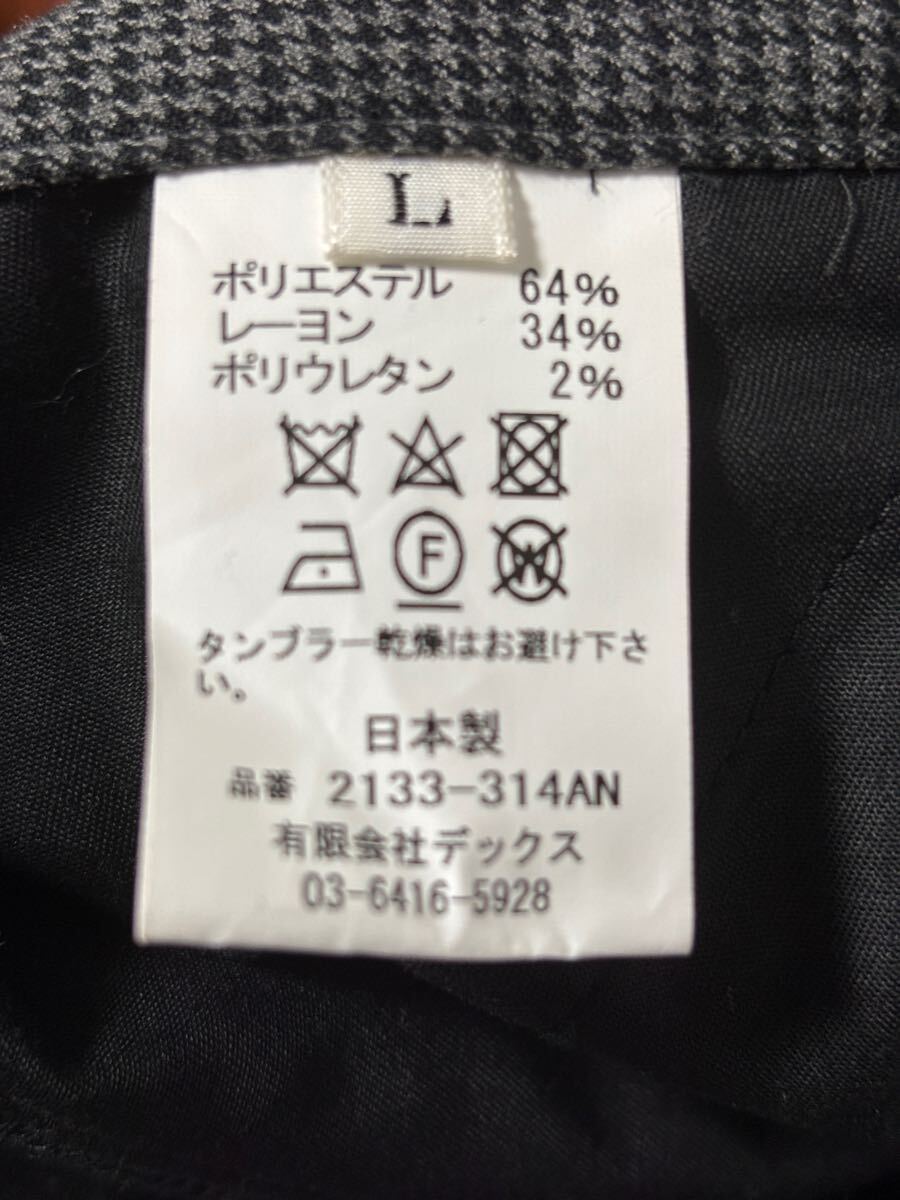 L
ポリエステル 64%
レーヨン 34%
ポリウレタン 2%
F
W
タンブラー乾燥はお避け下さ
い。
日本製
品番 2133-314AN
有限会社デックス
03-6416-5928